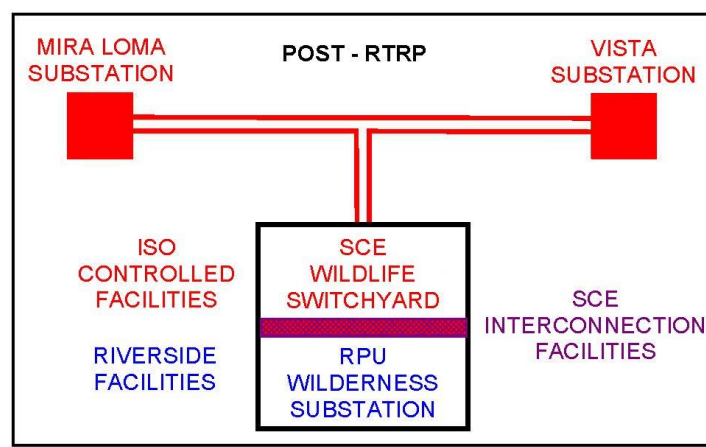 MIRA LOMA
SUBSTATION
POST - RTRP
VISTA
SUBSTATION
ISO
CONTROLLED
FACILITIES
SCE
WILDLIFE
SWITCHYARD
SCE
INTERCONNECTION
FACILITIES
RIVERSIDE
FACILITIES
RPU
WILDERNESS
SUBSTATION